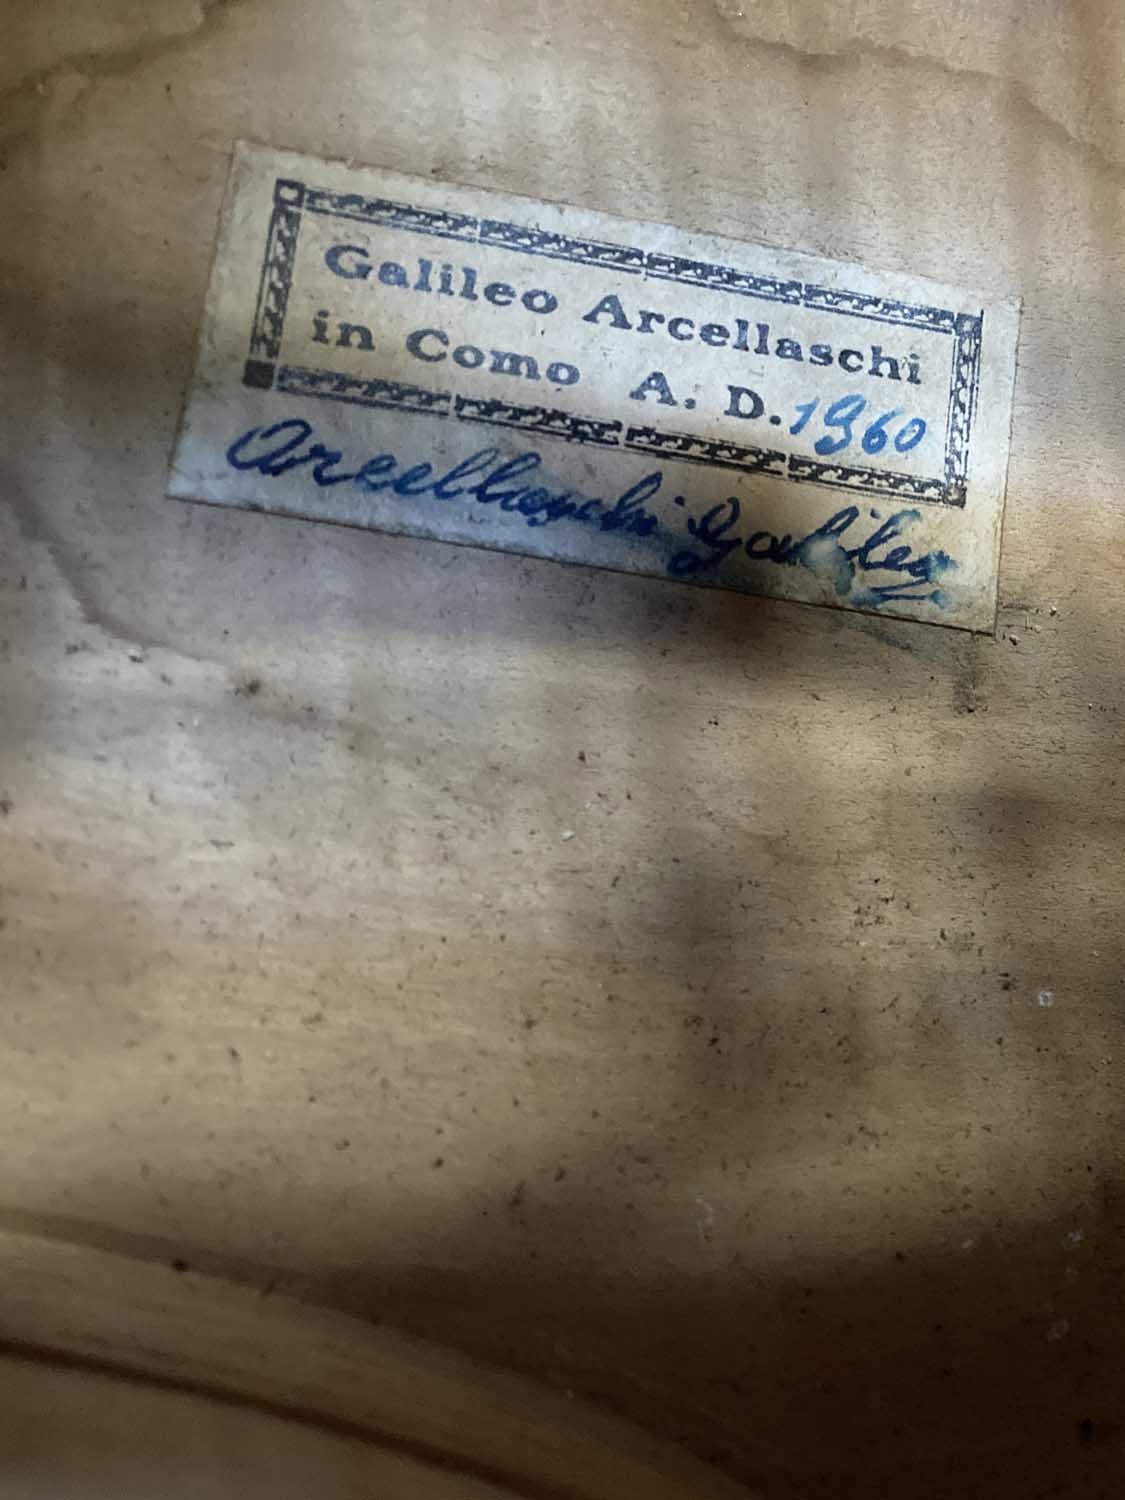 Galileo Arcellaschi
in Como A. D. 1960
Arcellaschi Galileo